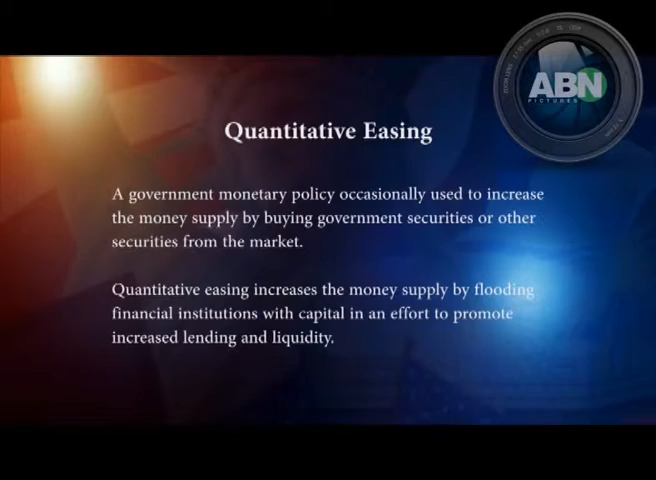 ABN
PICTURES
Quantitative Easing
A government monetary policy occasionally used to increase
the money supply by buying government securities or other
securities from the market.
Quantitative easing increases the money supply by flooding
financial institutions with capital in an effort to promote
increased lending and liquidity.